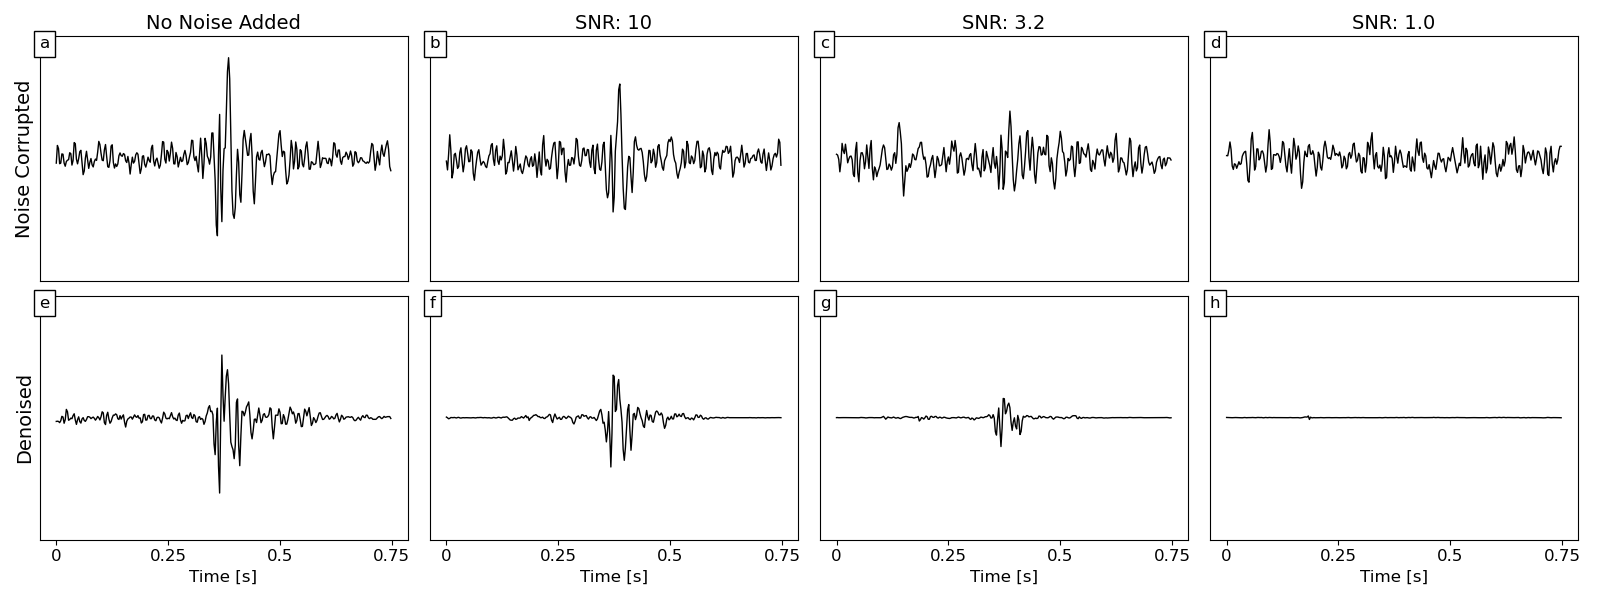 No Noise Added
SNR: 10
SNR: 3.2
SNR: 1.0
a
b
c
d
Noise Corrupted
e
f
g
h
Denoised
0 0.25 0.5 0.75
0 0.25 0.5 0.75
0 0.25 0.5 0.75
0 0.25 0.5 0.75
Time [s]
Time [s]
Time [s]
Time [s]